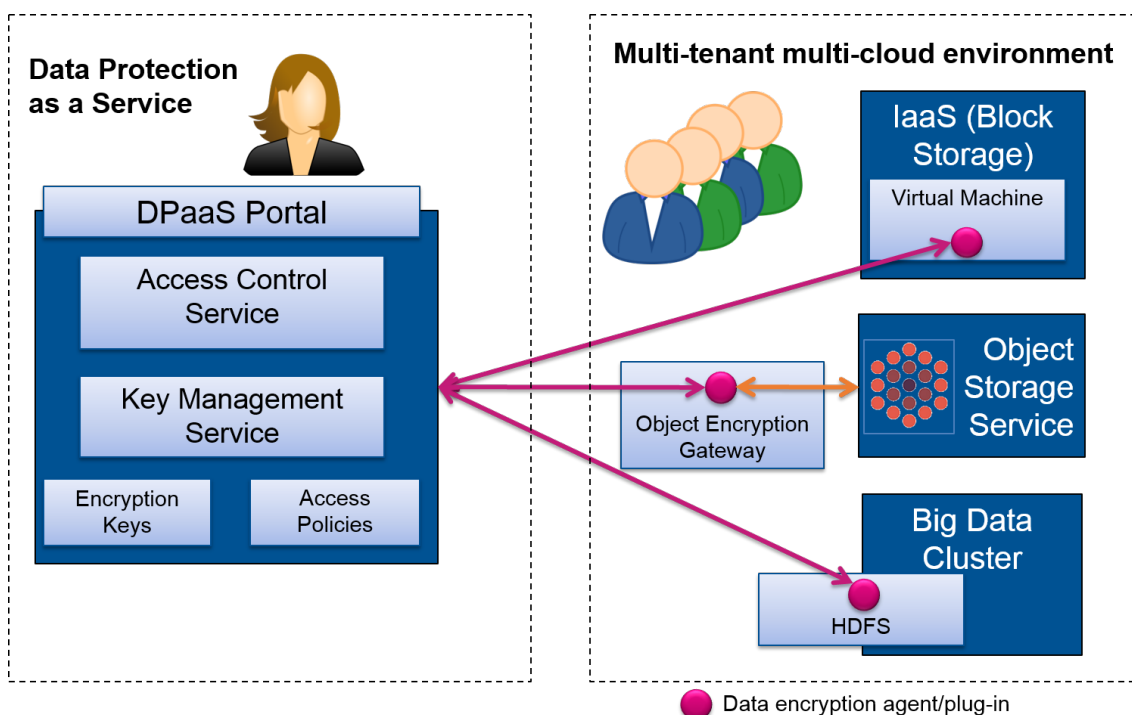 Data Protection
as a Service
DPaaS Portal
Access Control
Service
Key Management
Service
Encryption
Keys
Access
Policies
Multi-tenant multi-cloud environment
IaaS (Block
Storage)
Virtual Machine
Object Encryption
Gateway
Object
Storage
Service
Big Data
Cluster
HDFS
Data encryption agent/plug-in